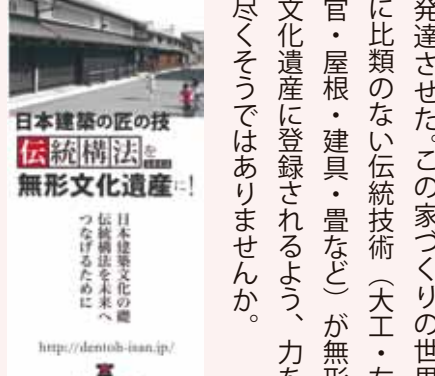 発達させた。この家づくりの世界
に比類のない伝統技術（大工・左
官・屋根・建具・畳など）が無形
文化遺産に登録されるよう、力を
尽くそうではありませんか。
日本建築の匠の技
伝統構法を
無形文化遺産に!
日本建築文化の礎
伝統構法を未来へ
つなげるために
http://dentoh-isan.jp/